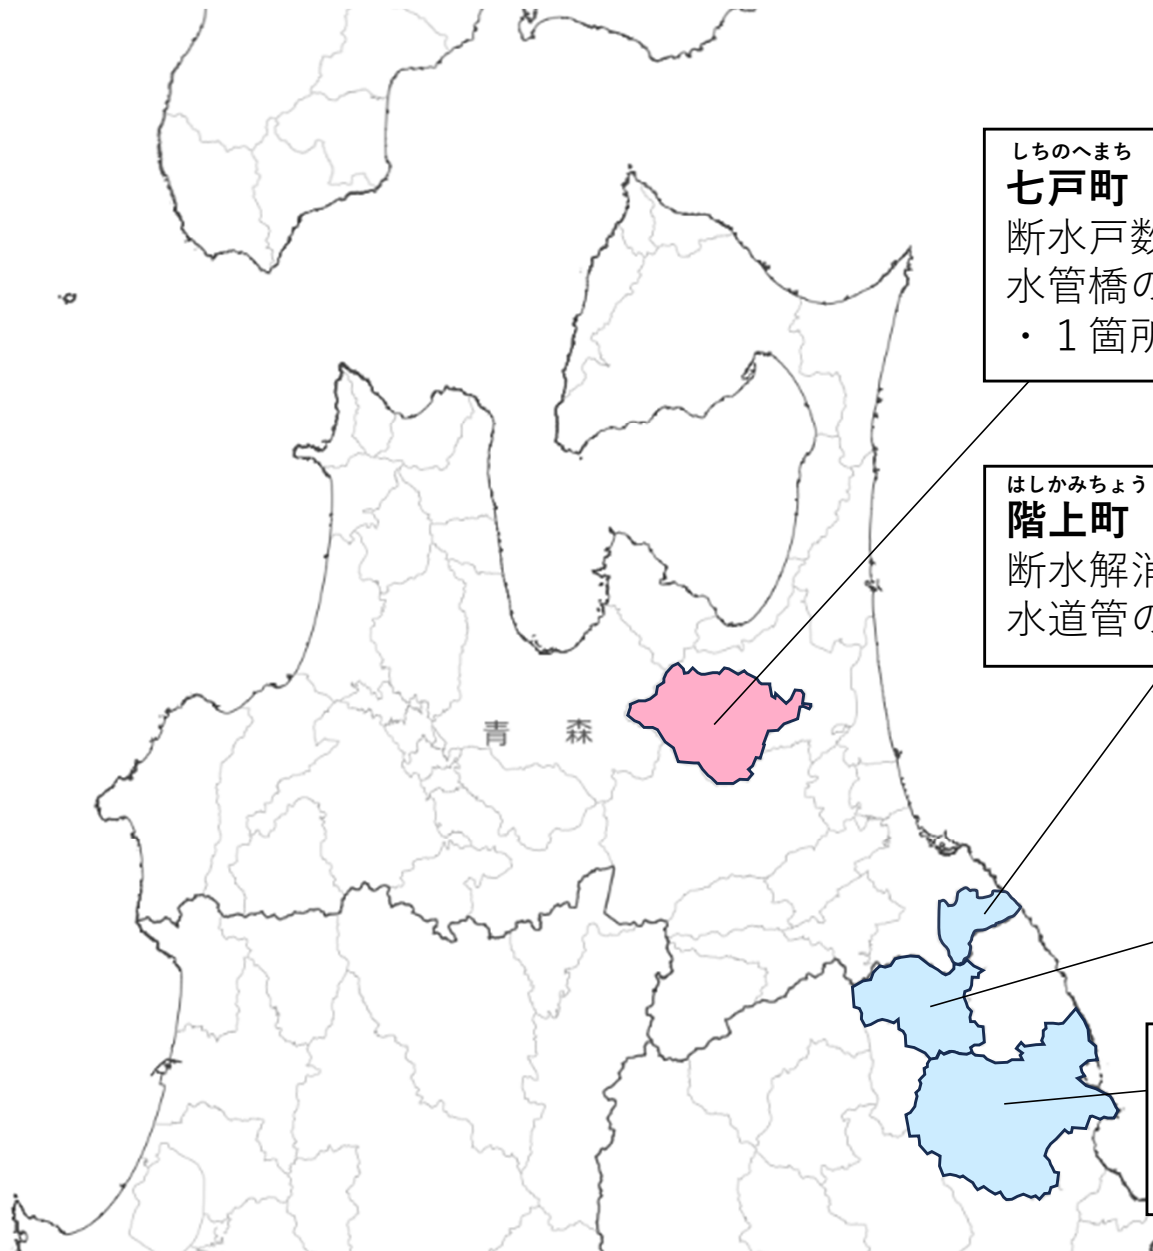 しちのへまち
七戸町
断水戸数
水管橋の
・１箇所
はしかみちょう
階上町
断水解消
水道管の
青 森